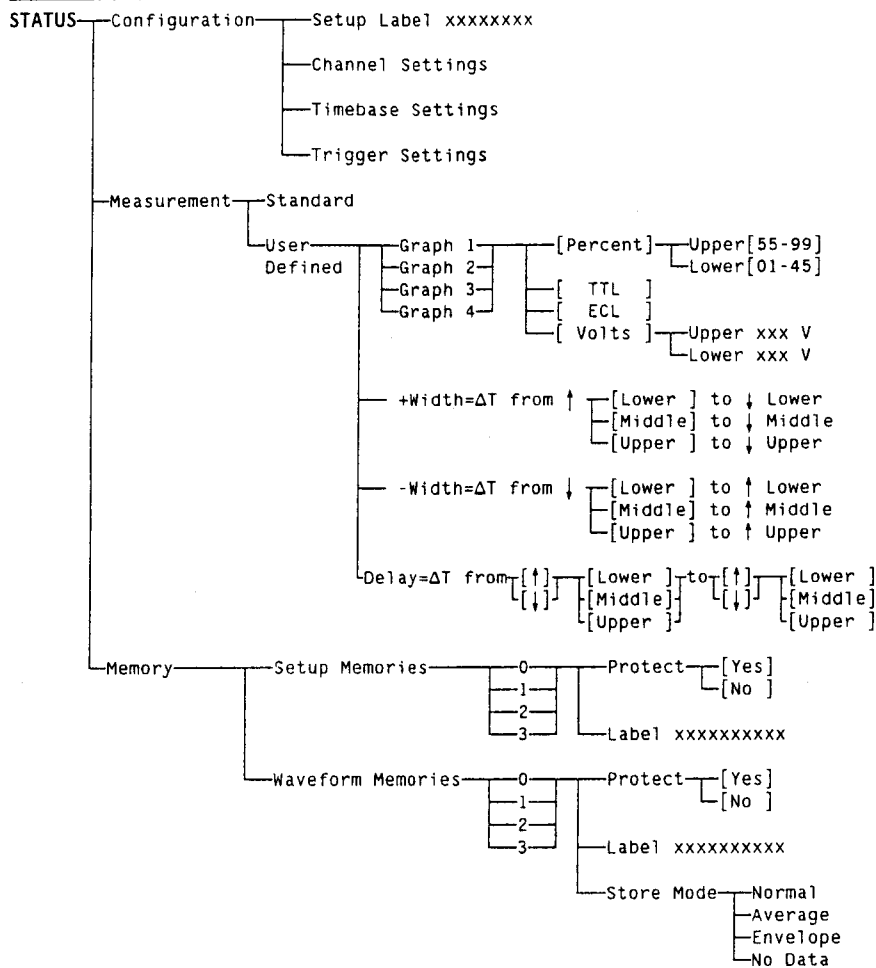 STATUS Configuration Setup Label xxxxxxxx
Channel Settings
Timebase Settings
Trigger Settings
Measurement Standard
User Graph 1 [Percent] Upper[55-99]
Defined Graph 2 Lower[01-45]
Graph 3 [ TTL ]
Graph 4 [ ECL ]
[ Volts ] Upper xxx V
Lower xxx V
+Width=ΔT from ↑ [Lower ] to ↓ Lower
[Middle] to ↓ Middle
[Upper ] to ↓ Upper
-Width=ΔT from ↓ [Lower ] to ↑ Lower
[Middle] to ↑ Middle
[Upper ] to ↑ Upper
Delay=ΔT from [↑] [Lower ] to [↑] [Lower ]
[↓] [Middle] [↓] [Middle]
[Upper ] [Upper ]
Memory Setup Memories 0 Protect [Yes]
1 [No ]
2
3 Label xxxxxxxxxx
Waveform Memories 0 Protect [Yes]
1 [No ]
2
3 Label xxxxxxxxxx
Store Mode Normal
Average
Envelope
No Data